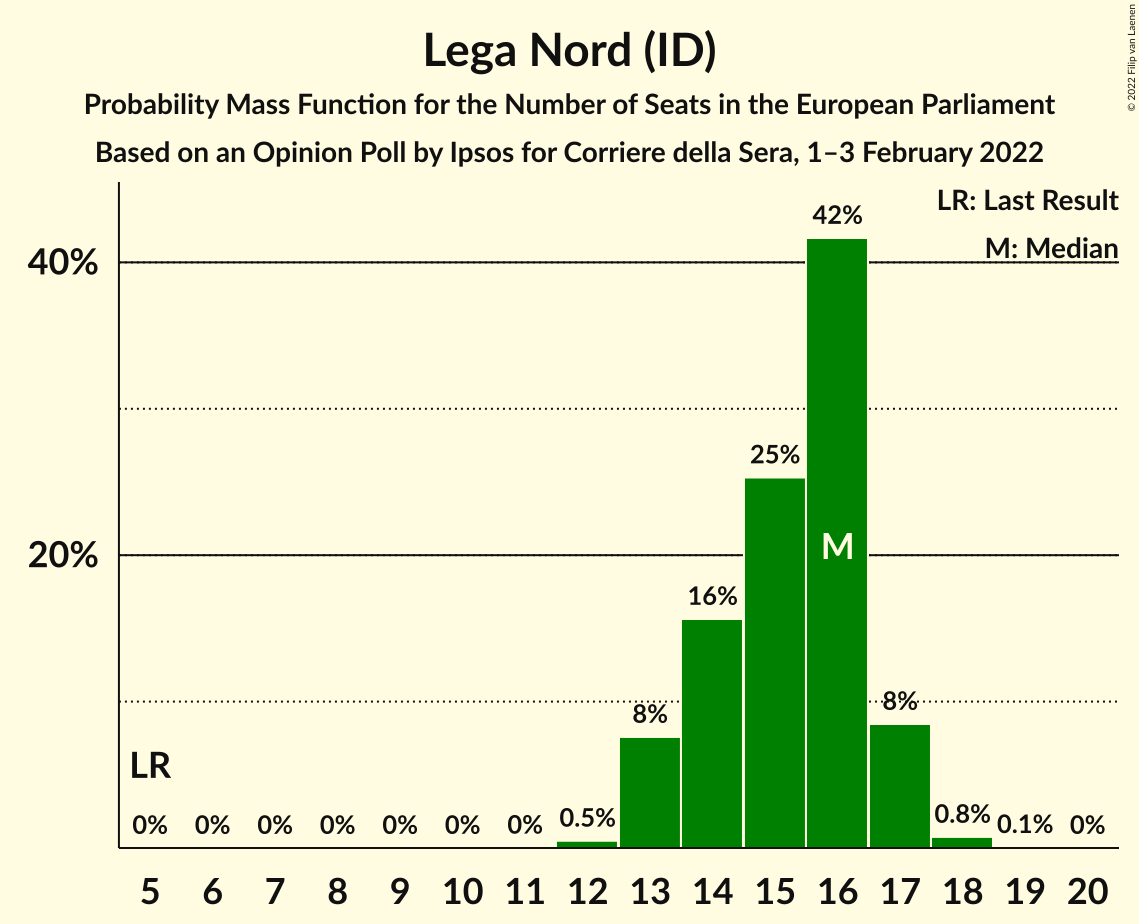 Lega Nord (ID)
Probability Mass Function for the Number of Seats in the European Parliament
Based on an Opinion Poll by Ipsos for Corriere della Sera, 1–3 February 2022
© 2022 Filip van Laenen
LR: Last Result
M: Median
40%
20%
42%
25%
M
16%
8%
8%
LR
0% 0% 0% 0% 0% 0% 0% 0.5% 0.8% 0.1% 0%
5 6 7 8 9 10 11 12 13 14 15 16 17 18 19 20